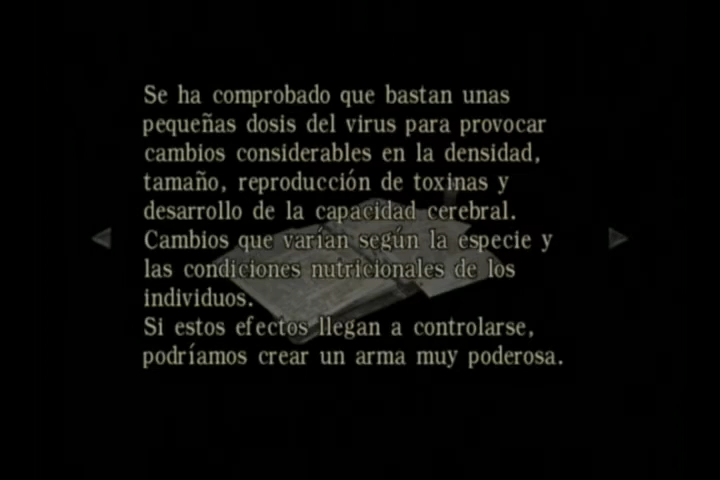 Se ha comprobado que bastan unas
pequeñas dosis del virus para provocar
cambios considerables en la densidad,
tamaño, reproducción de toxinas y
desarrollo de la capacidad cerebral.
Cambios que varían según la especie y
las condiciones nutricionales de los
individuos.
Si estos efectos llegan a controlarse,
podríamos crear un arma muy poderosa.